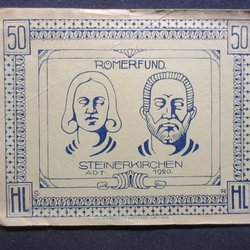 50 50
RÖMERFUND.
STEINERKIRCHEN
A.D.T. 1920.
HL HL